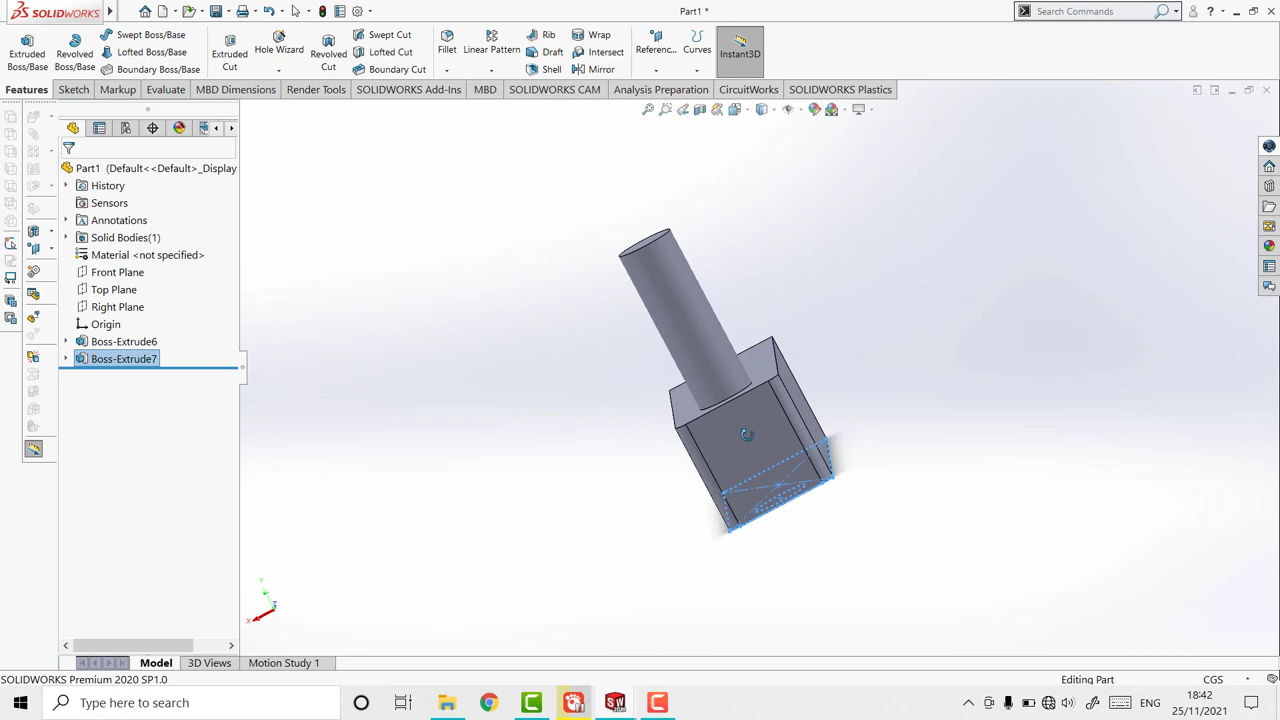 SOLIDWORKS
Part1 *
Search Commands
Extruded Boss/Base
Revolved Boss/Base
Swept Boss/Base
Lofted Boss/Base
Boundary Boss/Base
Extruded Cut
Hole Wizard
Revolved Cut
Swept Cut
Lofted Cut
Boundary Cut
Fillet
Linear Pattern
Rib
Draft
Shell
Wrap
Intersect
Mirror
Referenc...
Curves
Instant3D
Features
Sketch
Markup
Evaluate
MBD Dimensions
Render Tools
SOLIDWORKS Add-Ins
MBD
SOLIDWORKS CAM
Analysis Preparation
CircuitWorks
SOLIDWORKS Plastics
Part1 (Default<<Default>_Display
History
Sensors
Annotations
Solid Bodies(1)
Material <not specified>
Front Plane
Top Plane
Right Plane
Origin
Boss-Extrude6
Boss-Extrude7
Y
X
Z
Model
3D Views
Motion Study 1
SOLIDWORKS Premium 2020 SP1.0
Editing Part
CGS
Type here to search
ENG
18:42
25/11/2021